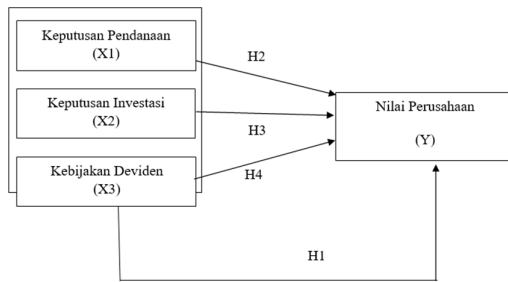 Keputusan Pendanaan
(X1)
H2
Keputusan Investasi
(X2)
H3
Nilai Perusahaan
(Y)
Kebijakan Deviden
(X3)
H4
H1